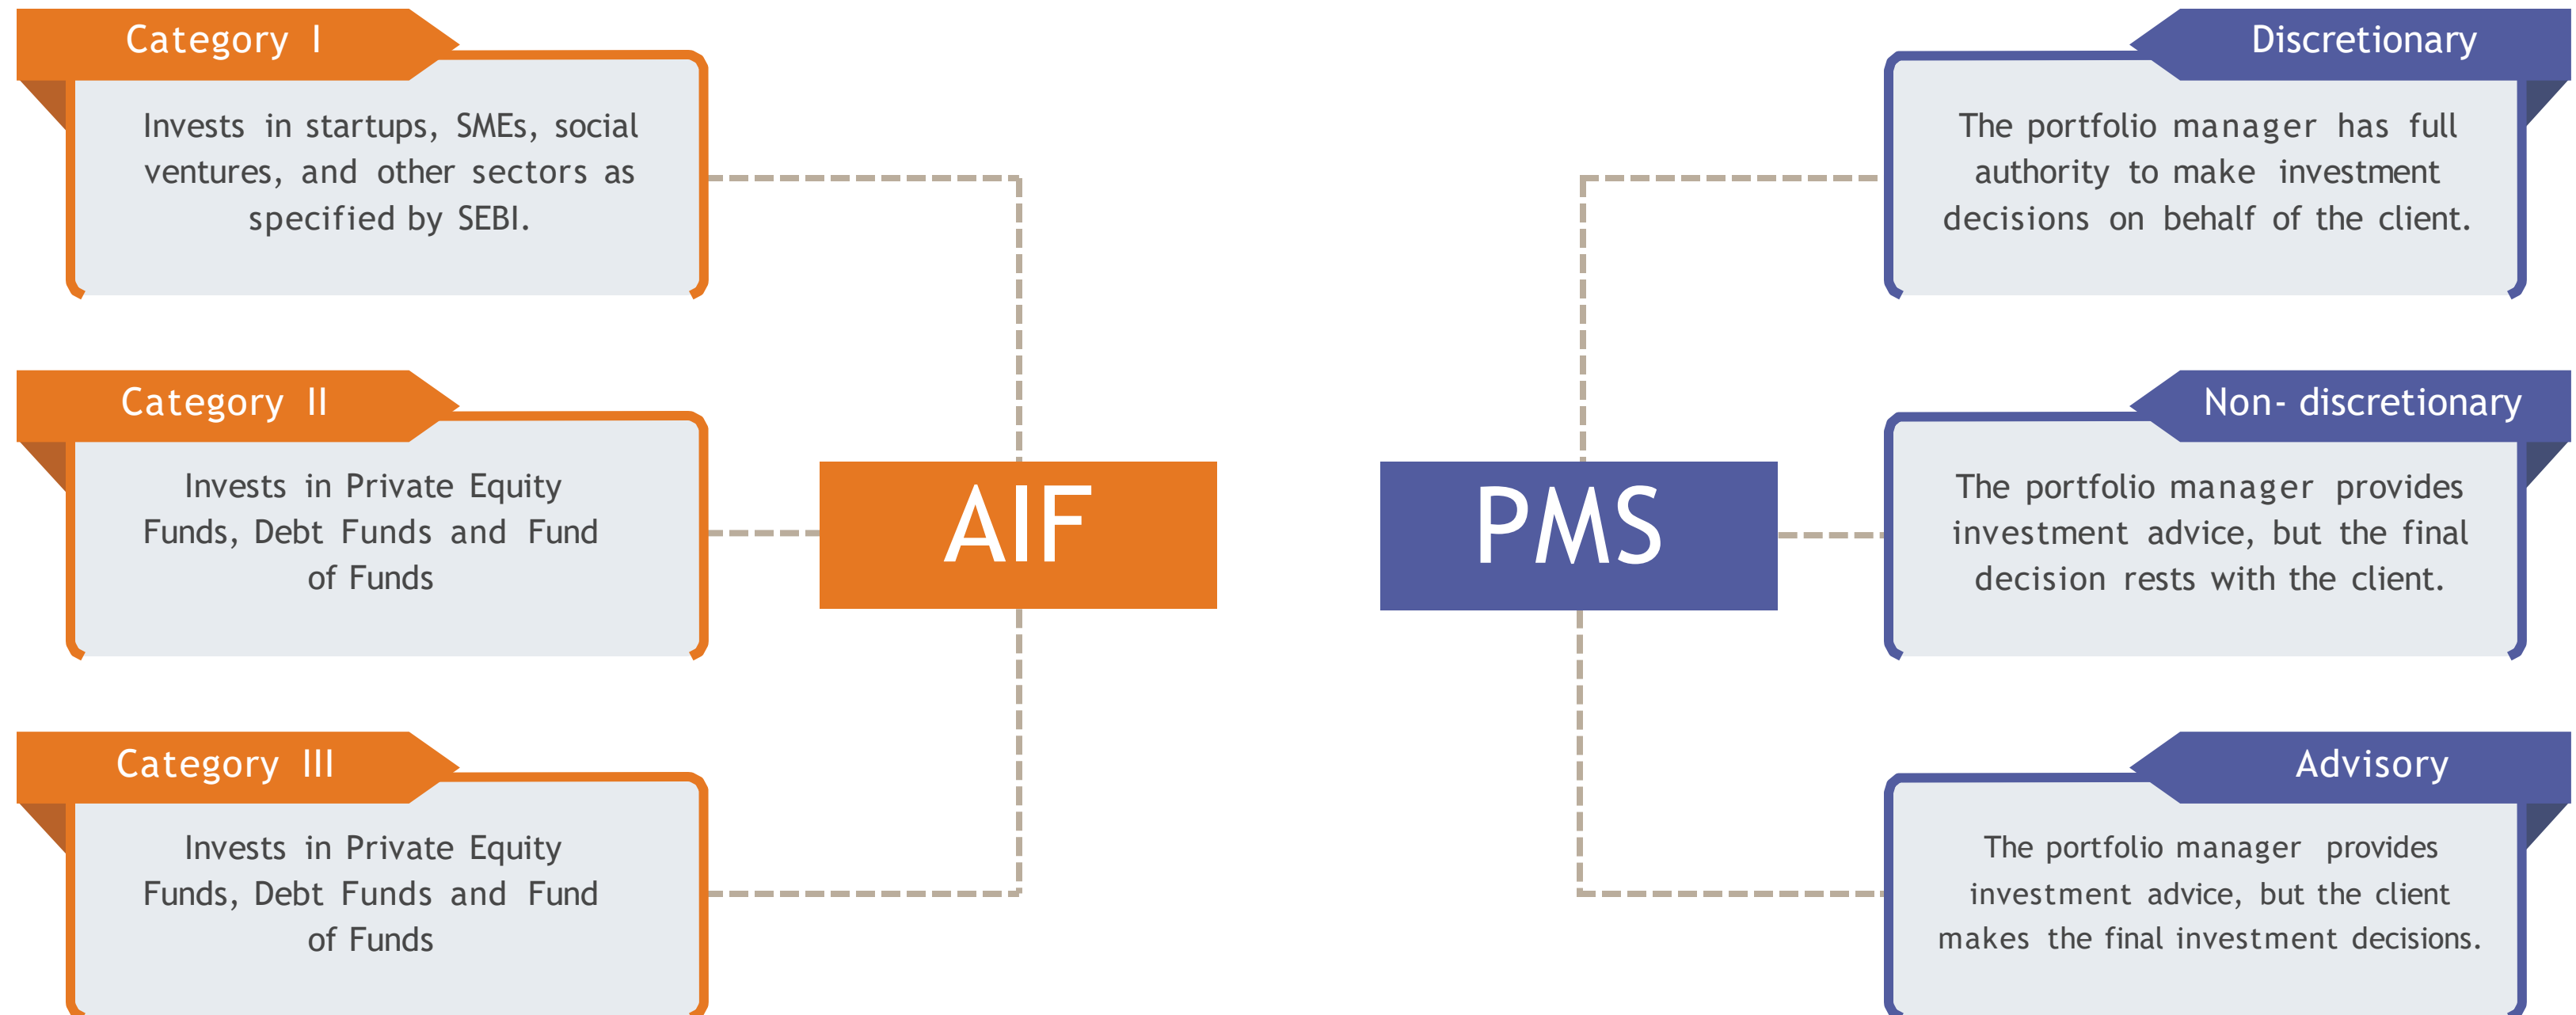 Category I
Invests in startups, SMEs, social
ventures, and other sectors as
specified by SEBI.
Category II
Invests in Private Equity
Funds, Debt Funds and Fund
of Funds
Category III
Invests in Private Equity
Funds, Debt Funds and Fund
of Funds
AIF
PMS
Discretionary
The portfolio manager has full
authority to make investment
decisions on behalf of the client.
Non- discretionary
The portfolio manager provides
investment advice, but the final
decision rests with the client.
Advisory
The portfolio manager provides
investment advice, but the client
makes the final investment decisions.